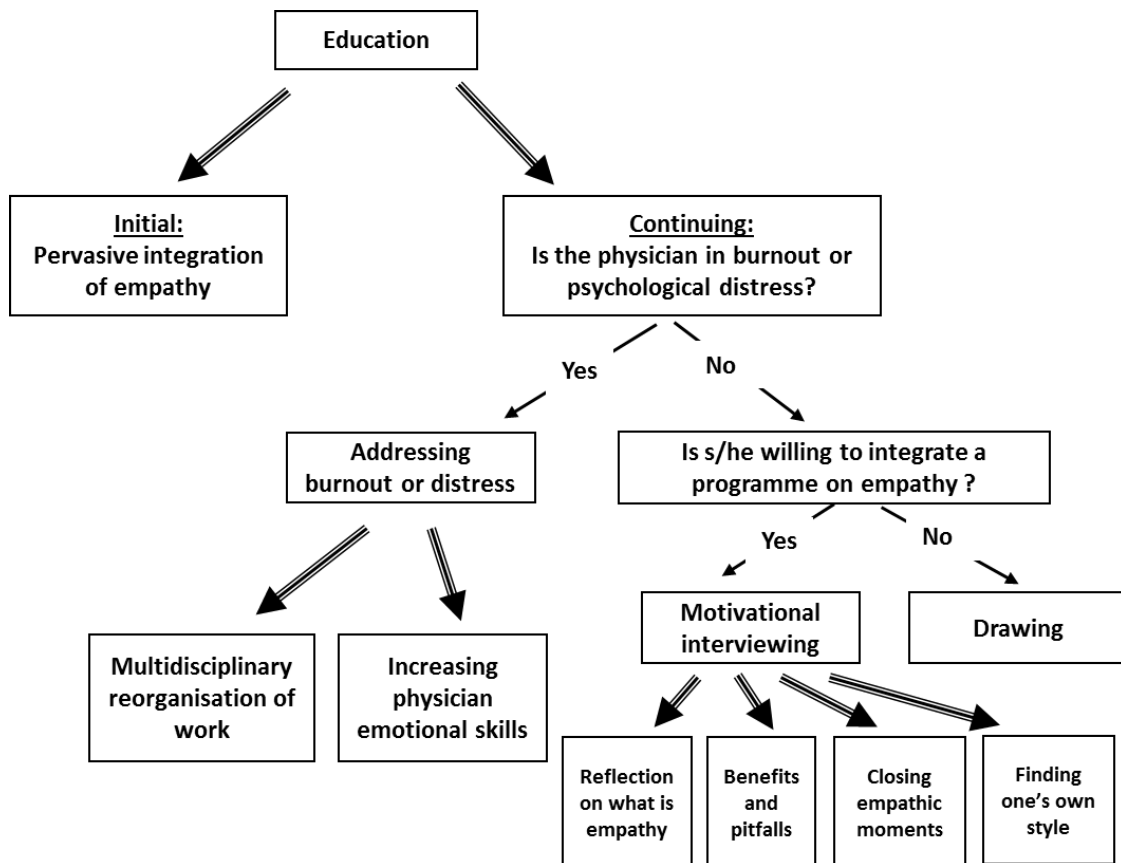 Education
Initial:
Pervasive integration
of empathy
Continuing:
Is the physician in burnout or
psychological distress?
Yes
No
Addressing
burnout or distress
Is s/he willing to integrate a
programme on empathy ?
Yes
No
Multidisciplinary
reorganisation of
work
Increasing
physician
emotional skills
Motivational
interviewing
Drawing
Reflection
on what is
empathy
Benefits
and
pitfalls
Closing
empathic
moments
Finding
one’s own
style